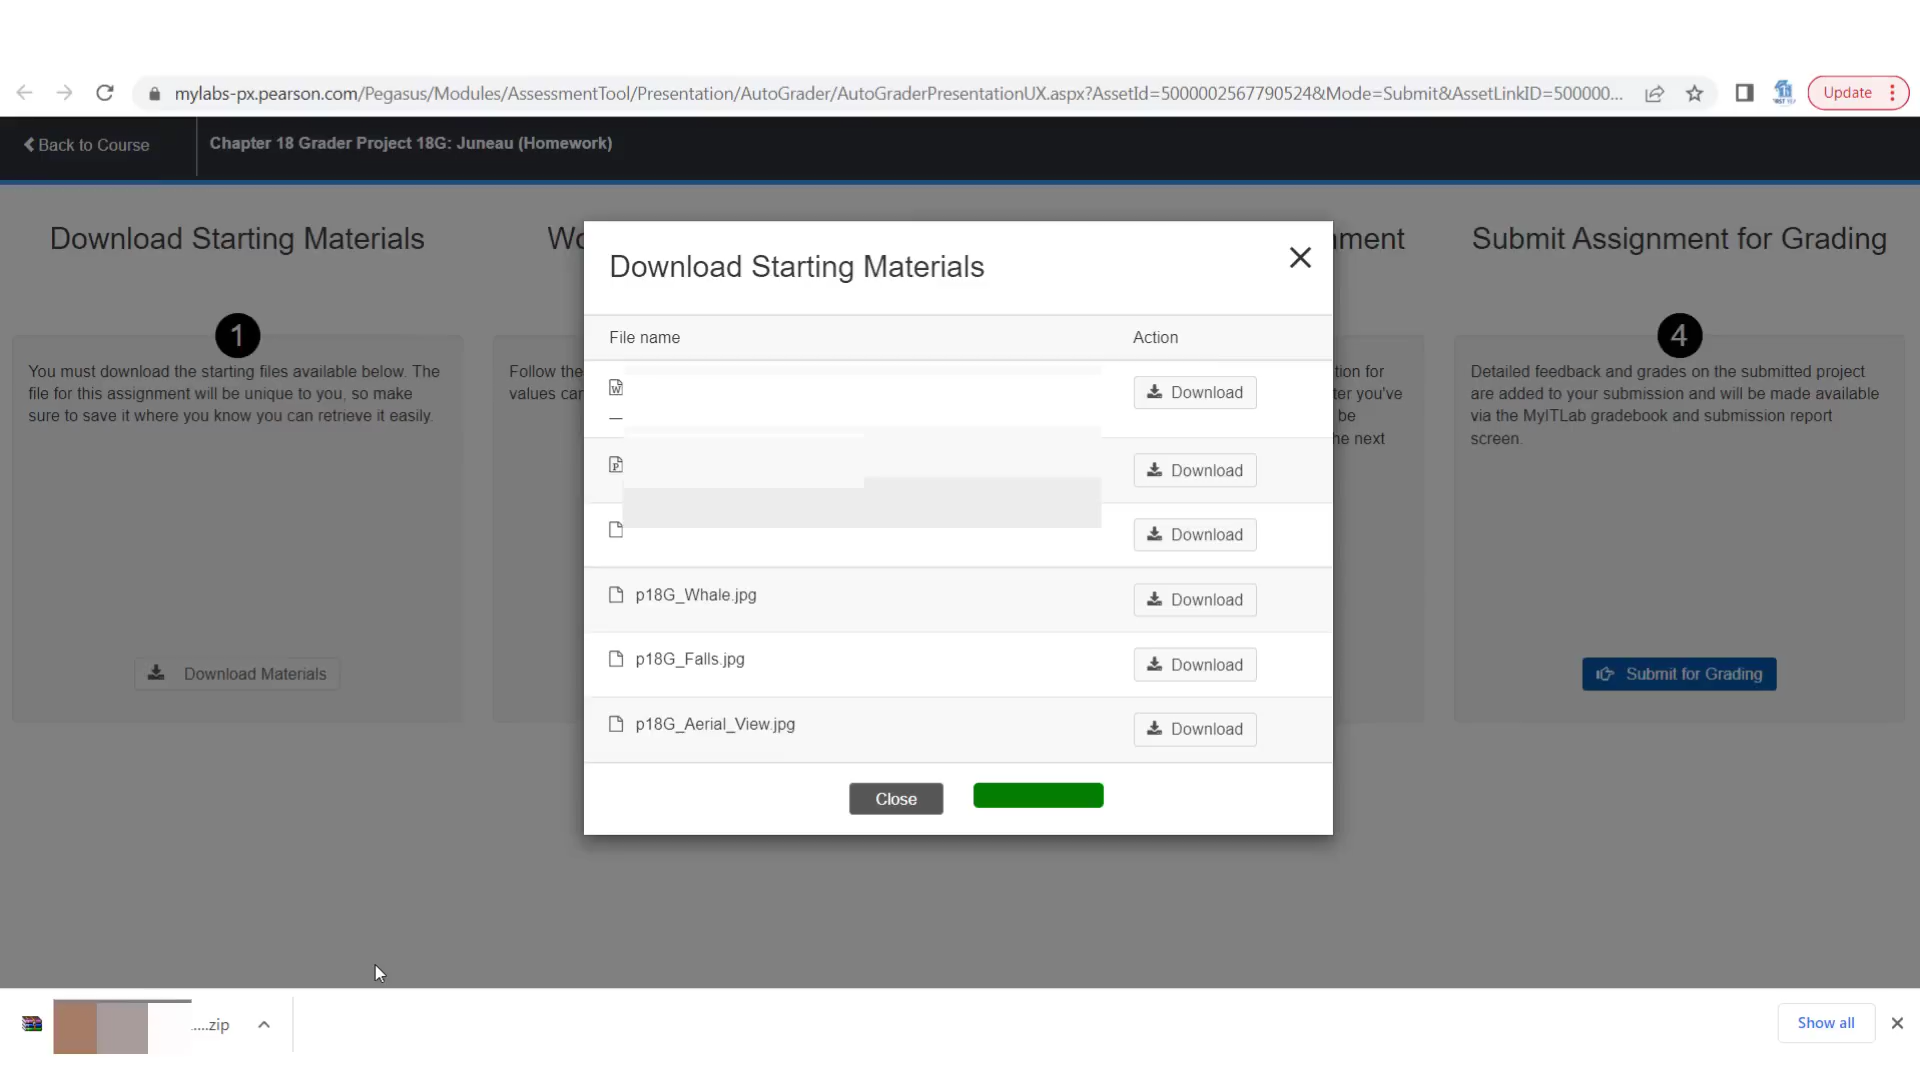 mylabs-px.pearson.com/Pegasus/Modules/AssessmentTool/Presentation/AutoGrader/AutoGraderPresentationUX.aspx?AssetId=5000002567790524&Mode=Submit&AssetLinkID=500000...
Update
Back to Course
Chapter 18 Grader Project 18G: Juneau (Homework)
Download Starting Materials
1
You must download the starting files available below. The
file for this assignment will be unique to you, so make
sure to save it where you know you can retrieve it easily.
Download Materials
Follow the
values
Download Starting Materials
File name
Action
W
Download
P
Download
Download
p18G_Whale.jpg
Download
p18G_Falls.jpg
Download
p18G_Aerial_View.jpg
Download
Close
for
you've
be
next
Submit Assignment for Grading
4
Detailed feedback and grades on the submitted project
are added to your submission and will be made available
via the MyITLab gradebook and submission report
screen.
Submit for Grading
.....zip
Show all